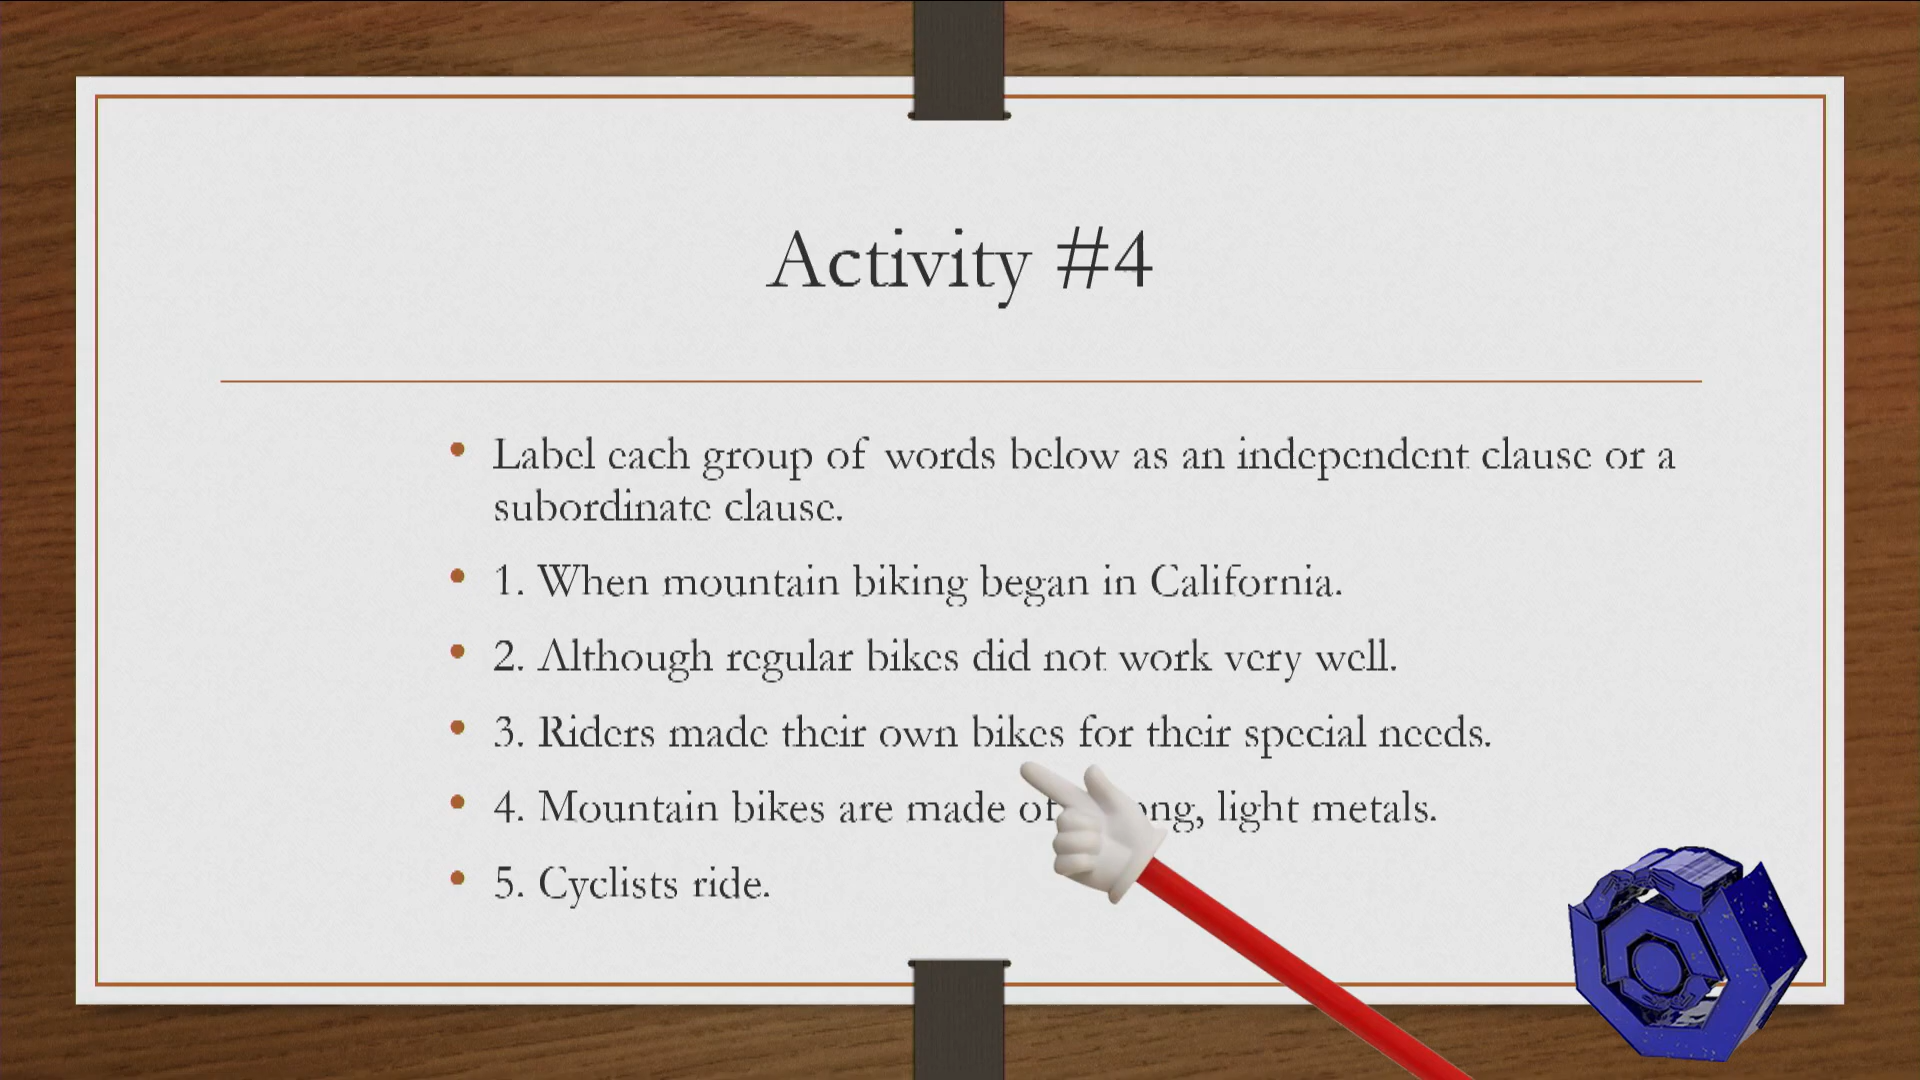 Activity #4
• Label each group of words below as an independent clause or a
subordinate clause.
• 1. When mountain biking began in California.
• 2. Although regular bikes did not work very well.
• 3. Riders made their own bikes for their special needs.
• 4. Mountain bikes are made of light metals.
• 5. Cyclists ride.